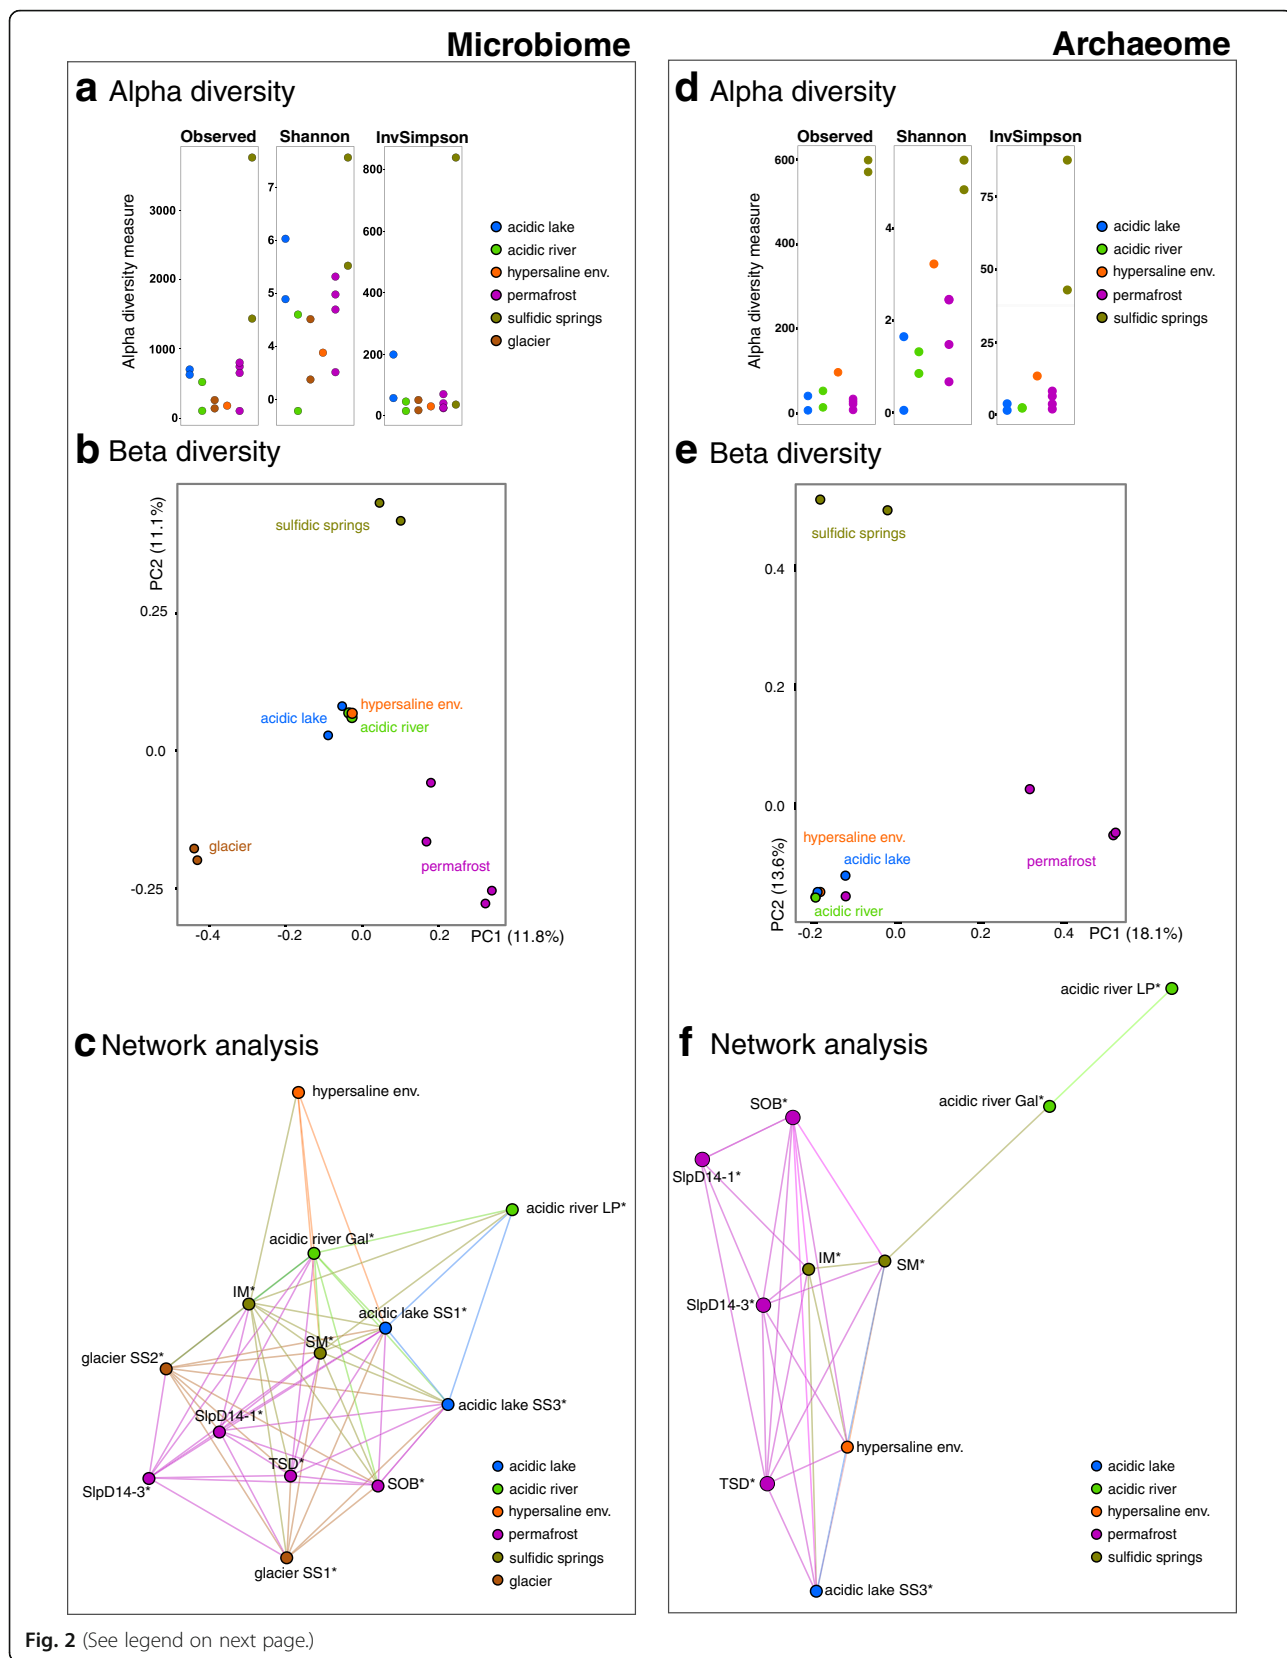 Microbiome
Archaeome
a Alpha diversity
Observed
Shannon
InvSimpson
Alpha diversity measure
3000
2000
1000
0
7
6
5
4
0
800
600
400
200
0
acidic lake
acidic river
hypersaline env.
permafrost
sulfidic springs
glacier
b Beta diversity
PC2 (11.1%)
0.25
0.0
-0.25
sulfidic springs
hypersaline env.
acidic lake
acidic river
glacier
permafrost
-0.4
-0.2
0.0
0.2
PC1 (11.8%)
c Network analysis
hypersaline env.
acidic river LP*
acidic river Gal*
IM*
acidic lake SS1*
SM*
glacier SS2*
acidic lake SS3*
SlpD14-1*
TSD*
SOB*
SlpD14-3*
glacier SS1*
acidic lake
acidic river
hypersaline env.
permafrost
sulfidic springs
glacier
d Alpha diversity
Observed
Shannon
InvSimpson
Alpha diversity measure
600
400
200
0
4
2
0
75
50
25
0
acidic lake
acidic river
hypersaline env.
permafrost
sulfidic springs
e Beta diversity
sulfidic springs
0.4
0.2
0.0
PC2 (13.6%)
hypersaline env.
acidic lake
permafrost
acidic river
-0.2
0.0
0.2
0.4
PC1 (18.1%)
acidic river LP*
f Network analysis
acidic river Gal*
SOB*
SlpD14-1*
IM*
SM*
SlpD14-3*
hypersaline env.
TSD*
acidic lake SS3*
acidic lake
acidic river
hypersaline env.
permafrost
sulfidic springs
Fig. 2 (See legend on next page.)